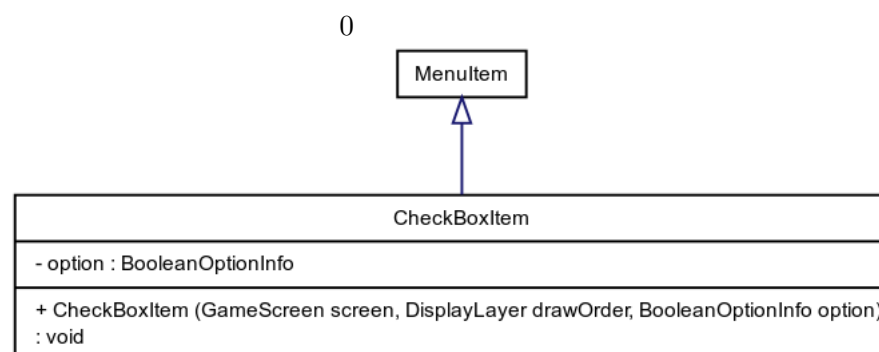 0
MenuItem
CheckBoxItem
- option : BooleanOptionInfo
+ CheckBoxItem (GameScreen screen, DisplayLayer drawOrder, BooleanOptionInfo option)
: void